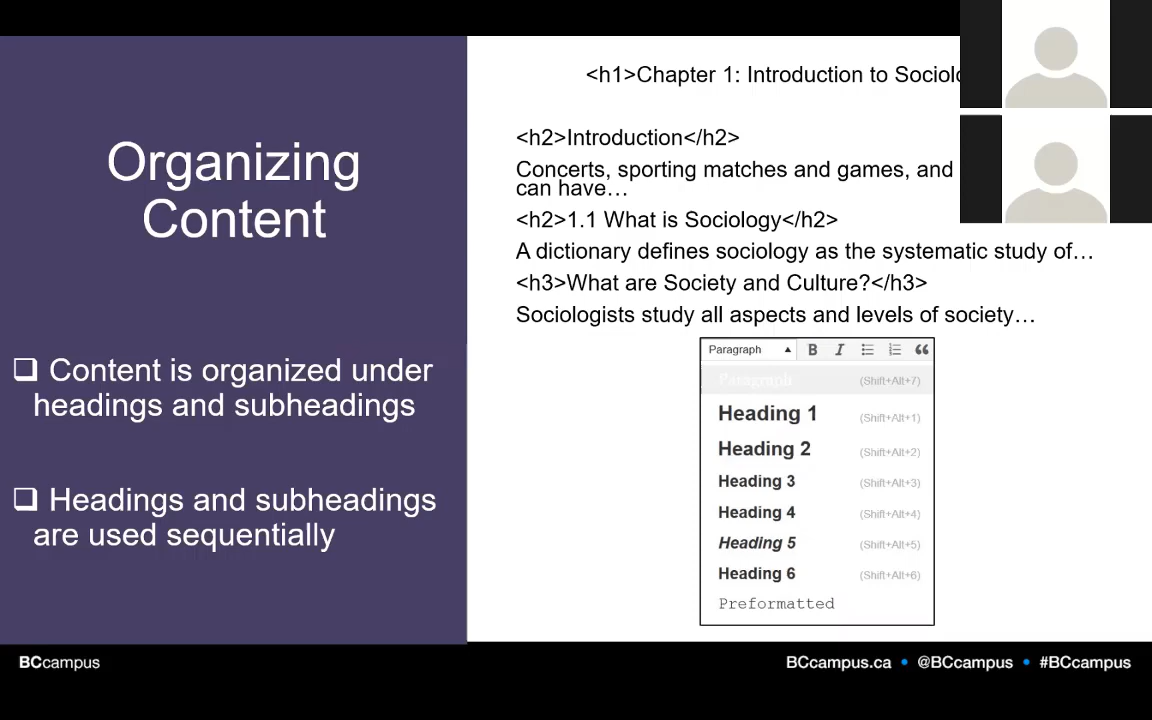 Organizing
Content
❑ Content is organized under
headings and subheadings
❑ Headings and subheadings
are used sequentially
<h1>Chapter 1: Introduction to
<h2>Introduction</h2>
Concerts, sporting matches and games, and
can have…
<h2>1.1 What is Sociology</h2>
A dictionary defines sociology as the systematic study of…
<h3>What are Society and Culture?</h3>
Sociologists study all aspects and levels of society…
Paragraph ▲ B I
Paragraph (Shift+Alt+7)
Heading 1 (Shift+Alt+1)
Heading 2 (Shift+Alt+2)
Heading 3 (Shift+Alt+3)
Heading 4 (Shift+Alt+4)
Heading 5 (Shift+Alt+5)
Heading 6 (Shift+Alt+6)
Preformatted
BCcampus
BCcampus.ca • @BCcampus • #BCcampus